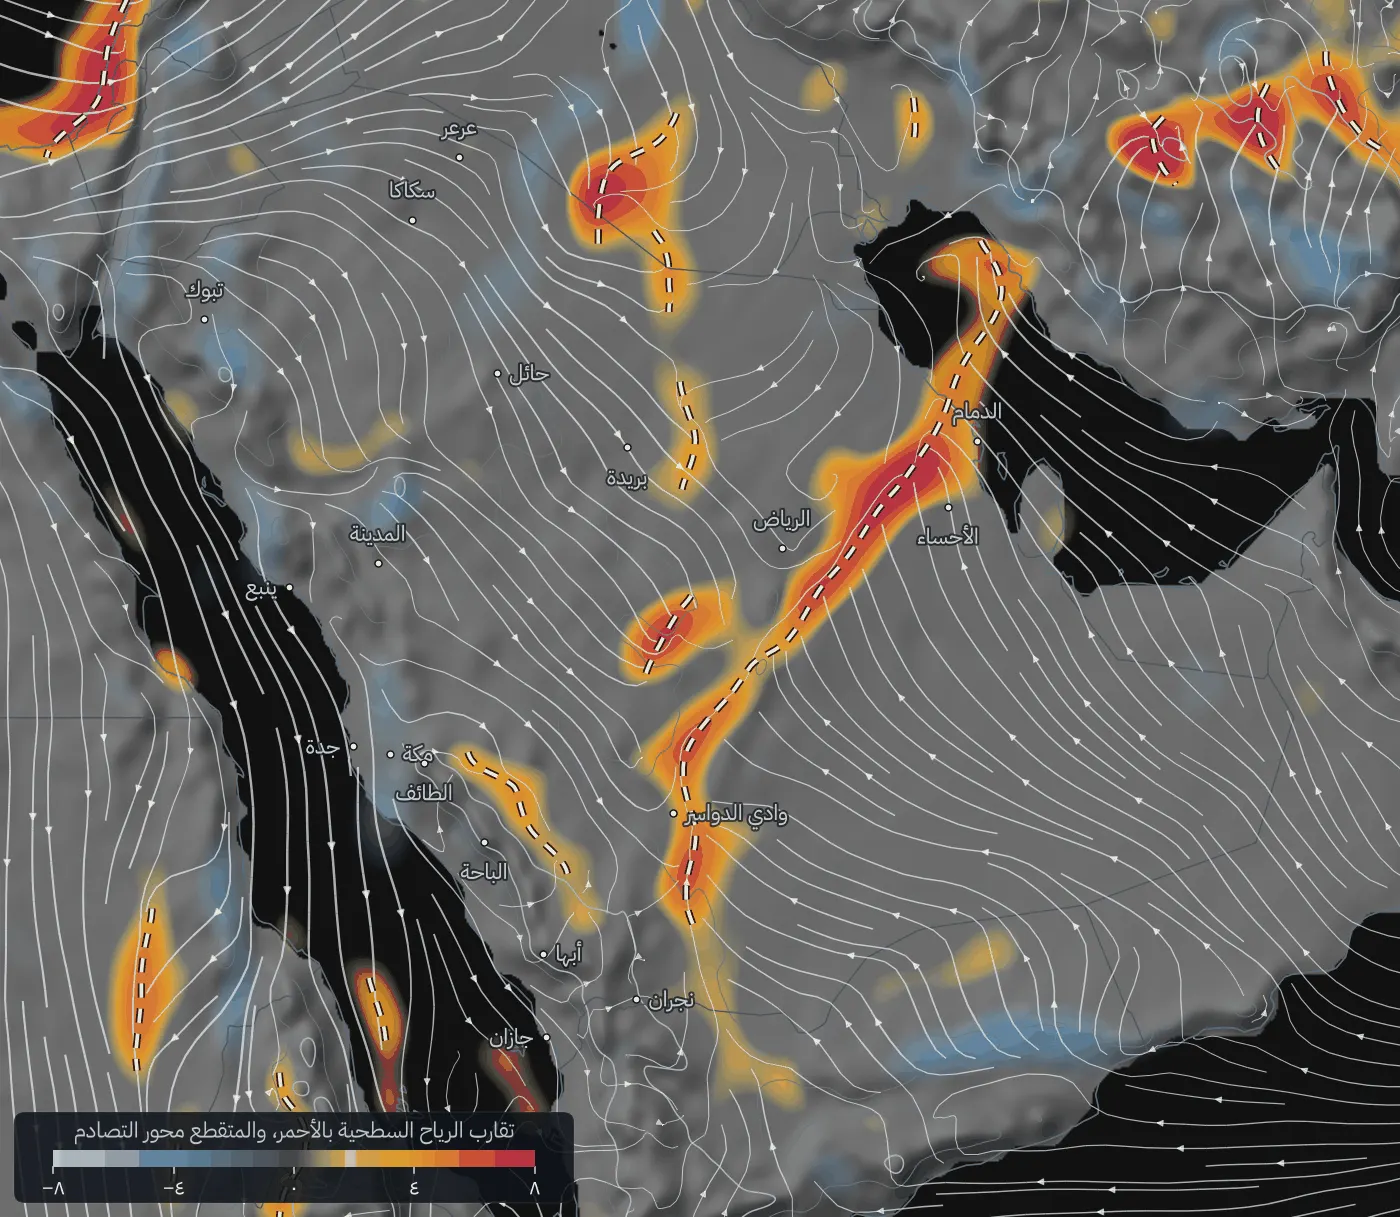 عرعر
سكاكا
تبوك
حائل
الدمام
بريدة
الرياض
الأحساء
المدينة
ينبع
جدة
مكة
الطائف
وادي الدواسر
الباحة
أبها
نجران
جازان
تقارب الرياح السطحية بالأحمر، والمتقطع محور التصادم
−٨ −٤ ٠ ٤ ٨